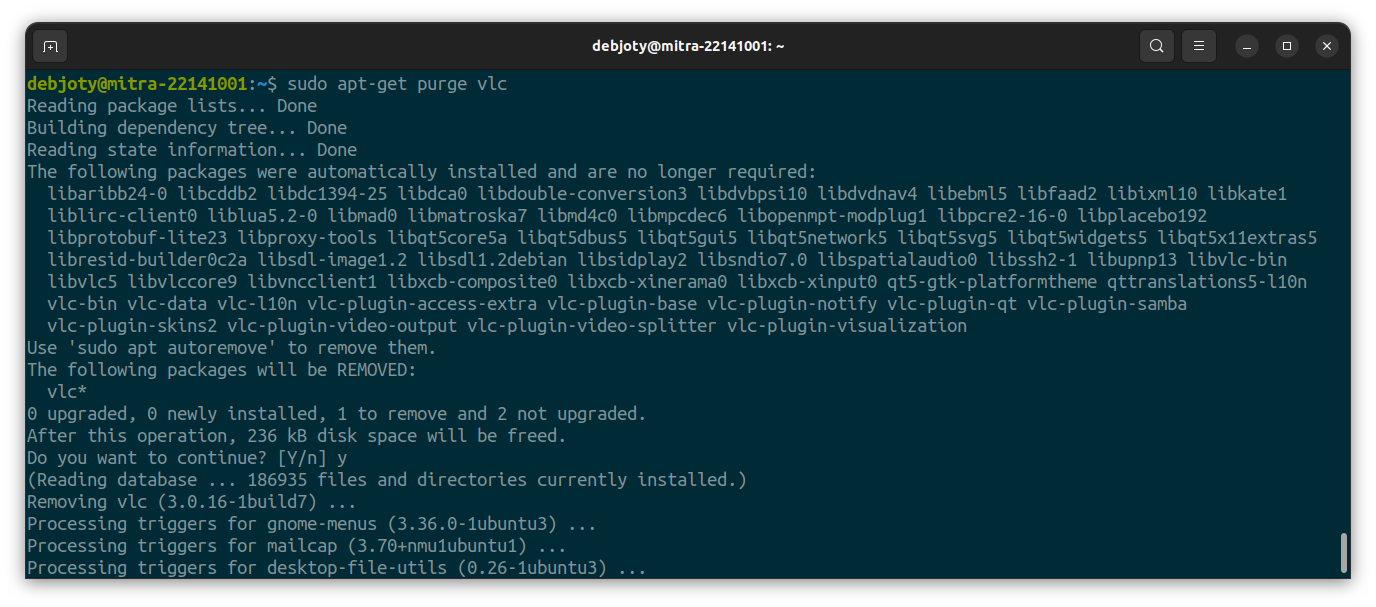 debjoty@mitra-22141001: ~
debjoty@mitra-22141001:~$ sudo apt-get purge vlc
Reading package lists... Done
Building dependency tree... Done
Reading state information... Done
The following packages were automatically installed and are no longer required:
  libaribb24-0 libcddb2 libdc1394-25 libdca0 libdouble-conversion3 libdvbpsi10 libdvdnav4 libebml5 libfaad2 libixml10 libkate1
  liblirc-client0 liblua5.2-0 libmad0 libmatroska7 libmd4c0 libmpcdec6 libopenmpt-modplug1 libpcre2-16-0 libplacebo192
  libprotobuf-lite23 libproxy-tools libqt5core5a libqt5dbus5 libqt5gui5 libqt5network5 libqt5svg5 libqt5widgets5 libqt5x11extras5
  libresid-builder0c2a libsdl-image1.2 libsdl1.2debian libsidplay2 libsndio7.0 libspatialaudio0 libssh2-1 libupnp13 libvlc-bin
  libvlc5 libvlccore9 libvncclient1 libxcb-composite0 libxcb-xinerama0 libxcb-xinput0 qt5-gtk-platformtheme qttranslations5-l10n
  vlc-bin vlc-data vlc-l10n vlc-plugin-access-extra vlc-plugin-base vlc-plugin-notify vlc-plugin-qt vlc-plugin-samba
  vlc-plugin-skins2 vlc-plugin-video-output vlc-plugin-video-splitter vlc-plugin-visualization
Use 'sudo apt autoremove' to remove them.
The following packages will be REMOVED:
  vlc*
0 upgraded, 0 newly installed, 1 to remove and 2 not upgraded.
After this operation, 236 kB disk space will be freed.
Do you want to continue? [Y/n] y
(Reading database ... 186935 files and directories currently installed.)
Removing vlc (3.0.16-1build7) ...
Processing triggers for gnome-menus (3.36.0-1ubuntu3) ...
Processing triggers for mailcap (3.70+nmu1ubuntu1) ...
Processing triggers for desktop-file-utils (0.26-1ubuntu3) ...